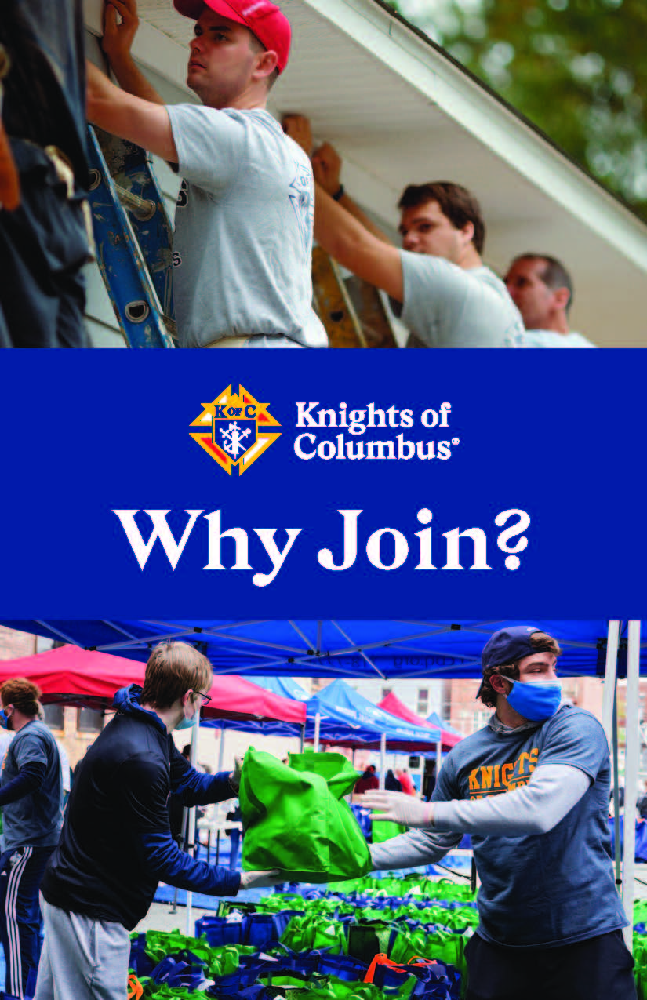 K OF C
Knights of
Columbus®
Why Join?
KNIGHTS